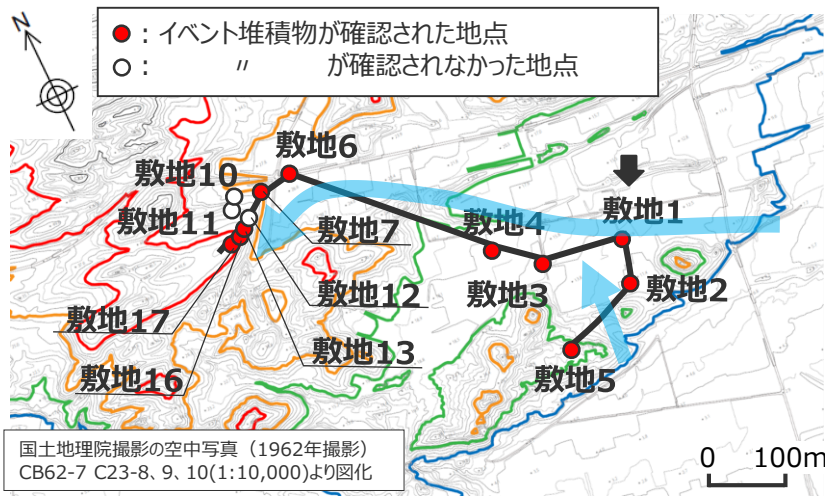 N
● : イベント堆積物が確認された地点
○ : 〃 が確認されなかった地点
敷地6
敷地10
敷地11
敷地7
敷地4
敷地1
敷地3
敷地2
敷地12
敷地17
敷地13
敷地16
敷地5
国土地理院撮影の空中写真（1962年撮影）
CB62-7 C23-8、9、10(1:10,000)より図化
0 100m